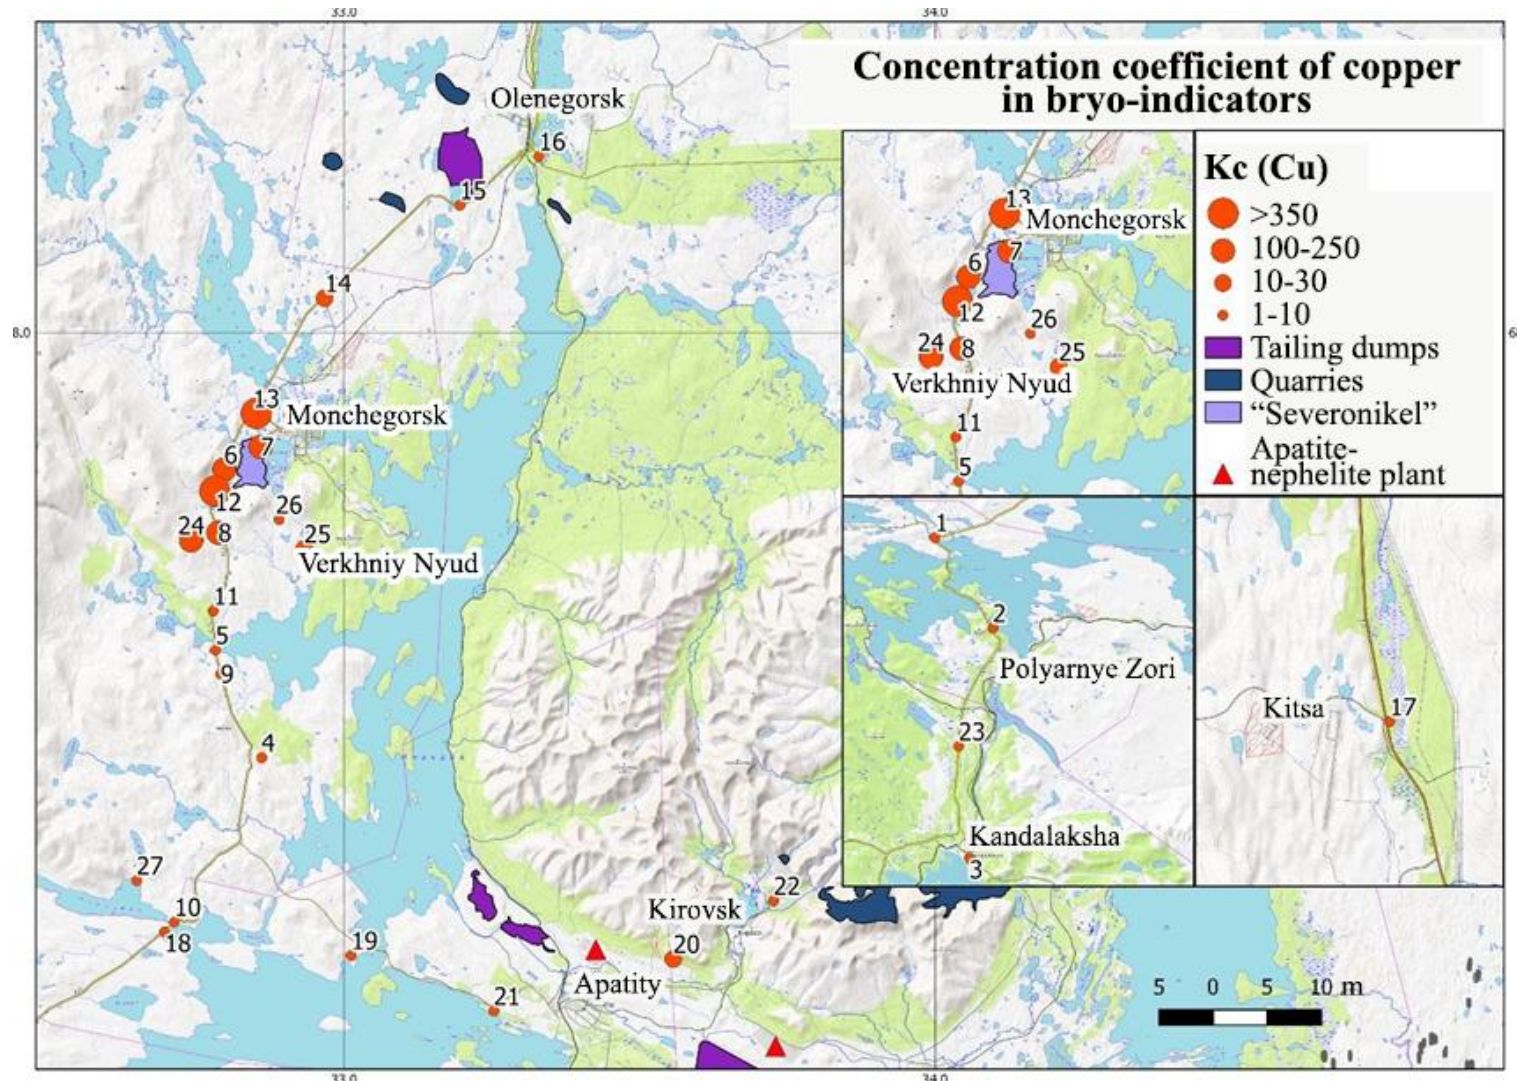 33.0
34.0
Concentration coefficient of copper
in bryo-indicators
Olenegorsk
16
15
14
8.0
6
13
Monchegorsk
7
6
12
24
8
26
25
Verkhniy Nyud
11
5
9
4
27
10
18
19
21
Kirovsk
22
20
Apatity
13
Monchegorsk
7
6
12
26
24
8
25
Verkhniy Nyud
11
5
Kc (Cu)
>350
100-250
10-30
1-10
Tailing dumps
Quarries
“Severonikel”
Apatite-
nephelite plant
1
2
Polyarnye Zori
23
Kandalaksha
3
Kitsa
17
5 0 5 10 m
33.0
34.0